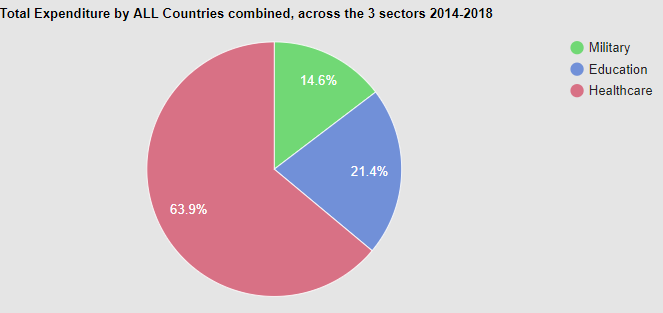 Total Expenditure by ALL Countries combined, across the 3 sectors 2014-2018
Military
Education
Healthcare
14.6%
21.4%
63.9%